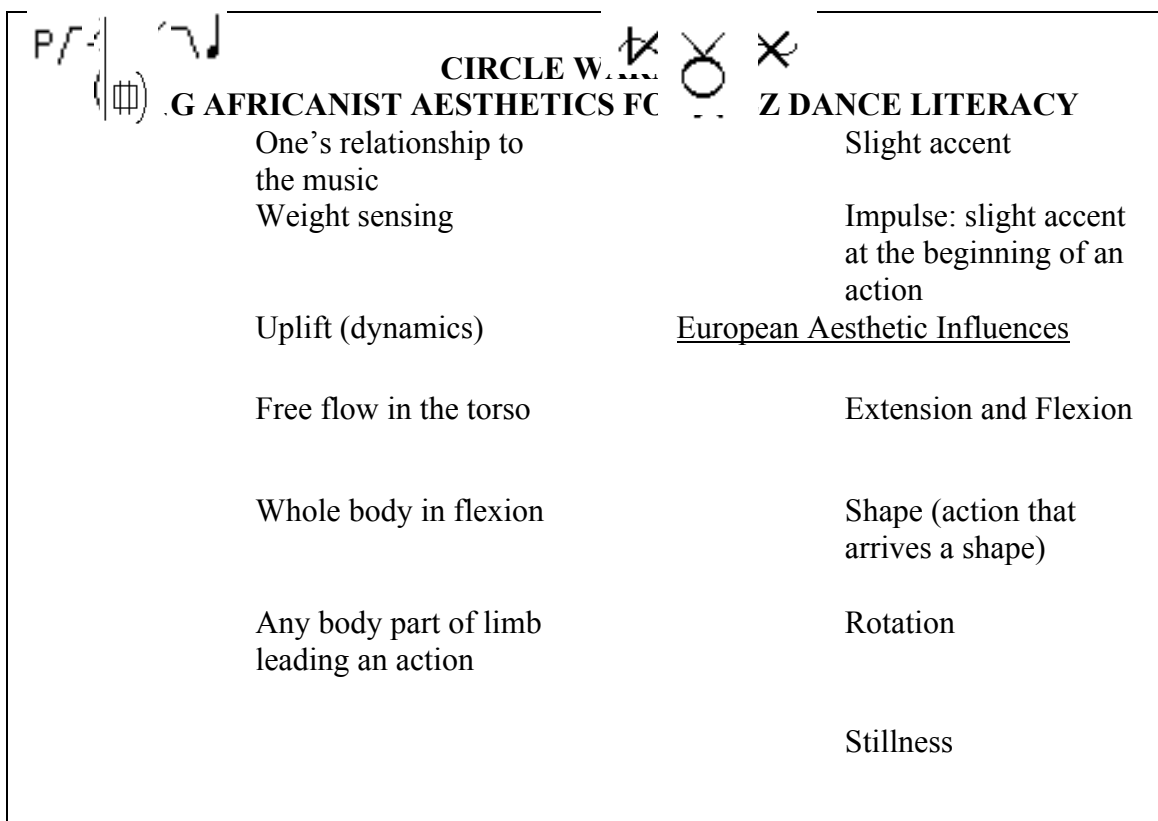 P
CIRCLE
AFRICANIST AESTHETICS Z DANCE LITERACY
One’s relationship to
the music
Slight accent
Weight sensing
Impulse: slight accent
at the beginning of an
action
Uplift (dynamics)
European Aesthetic Influences
Free flow in the torso
Extension and Flexion
Whole body in flexion
Shape (action that
arrives a shape)
Any body part of limb
leading an action
Rotation
Stillness